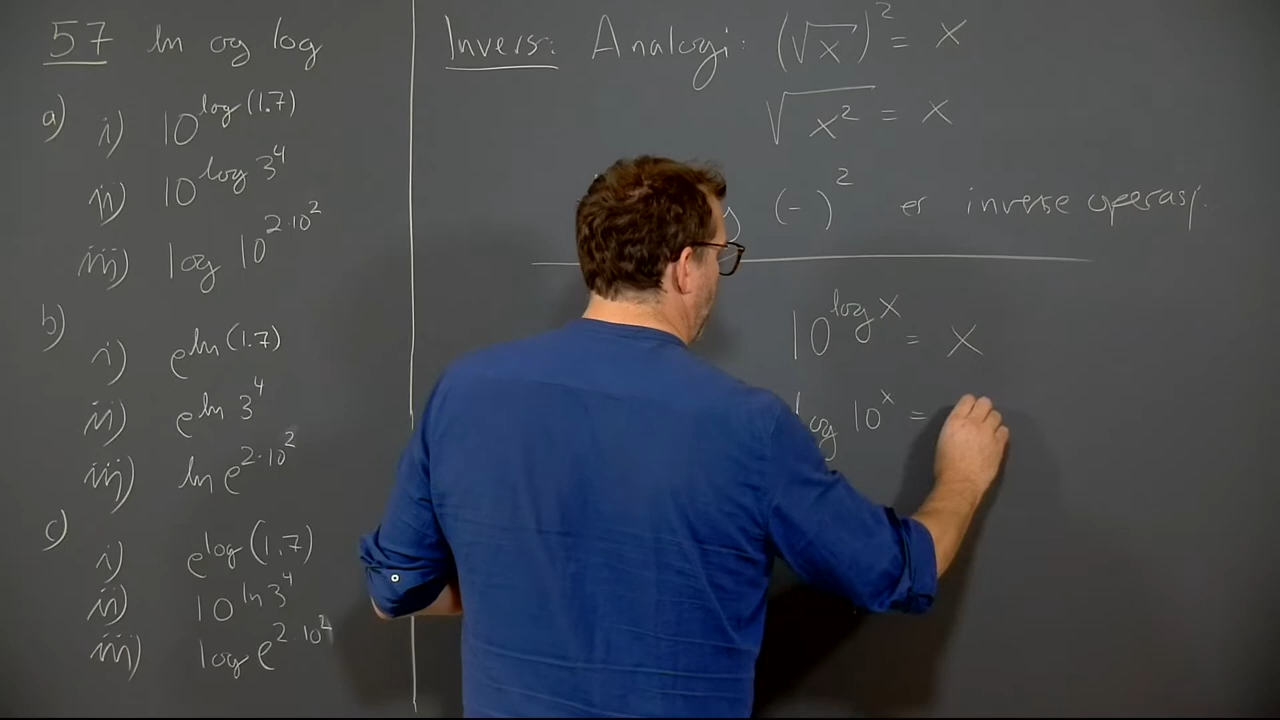 57 ln og log
a) i) 10^{log(1.7)}
ii) 10^{log 3^4}
iii) log 10^{2·10^2}
b) i) e^{ln(1.7)}
ii) e^{ln 3^4}
iii) ln e^{2·10^2}
c) i) e^{log(1.7)}
ii) 10^{ln 3^4}
iii) log e^{2·10^2}
Invers: Analogi: (√x)^2 = x
√x^2 = x
(-)^2 er inverse operasj.
10^{log x} = x
log 10^x =